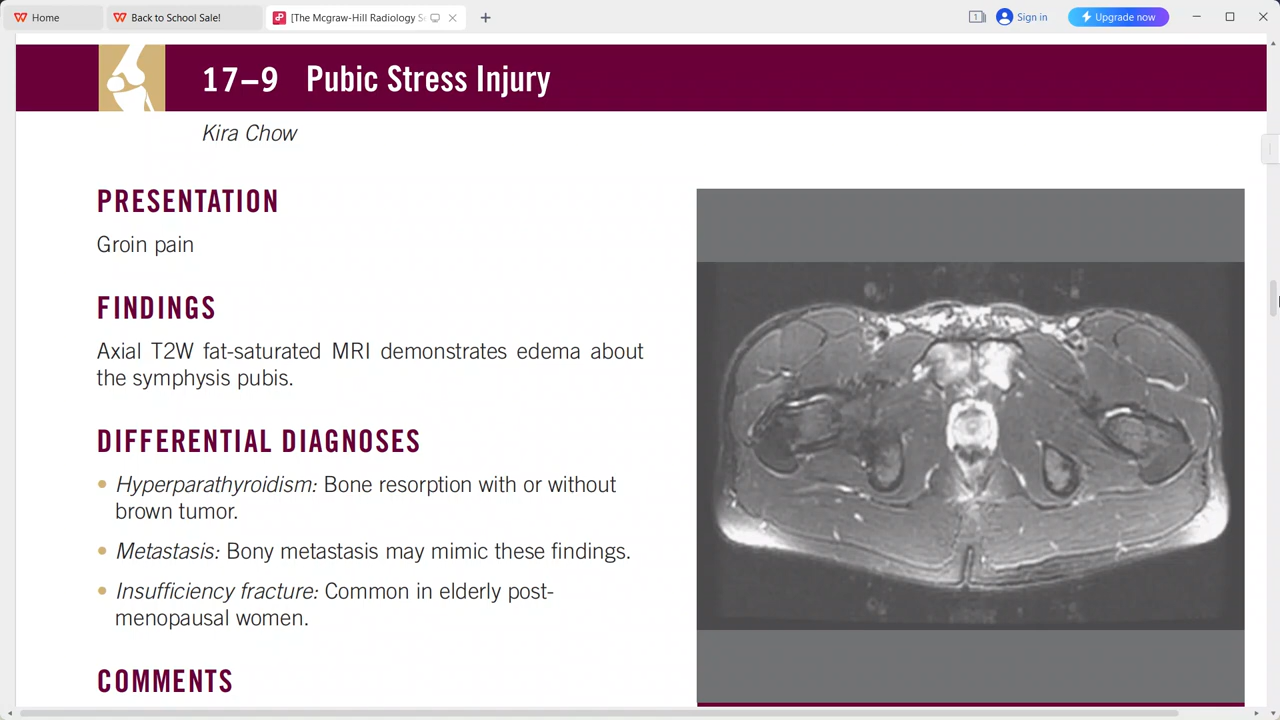 Home
Back to School Sale!
[The Mcgraw-Hill Radiology S
1
Sign in
Upgrade now
17–9 Pubic Stress Injury
Kira Chow
PRESENTATION
Groin pain
FINDINGS
Axial T2W fat-saturated MRI demonstrates edema about
the symphysis pubis.
DIFFERENTIAL DIAGNOSES
• Hyperparathyroidism: Bone resorption with or without
brown tumor.
• Metastasis: Bony metastasis may mimic these findings.
• Insufficiency fracture: Common in elderly post-
menopausal women.
COMMENTS